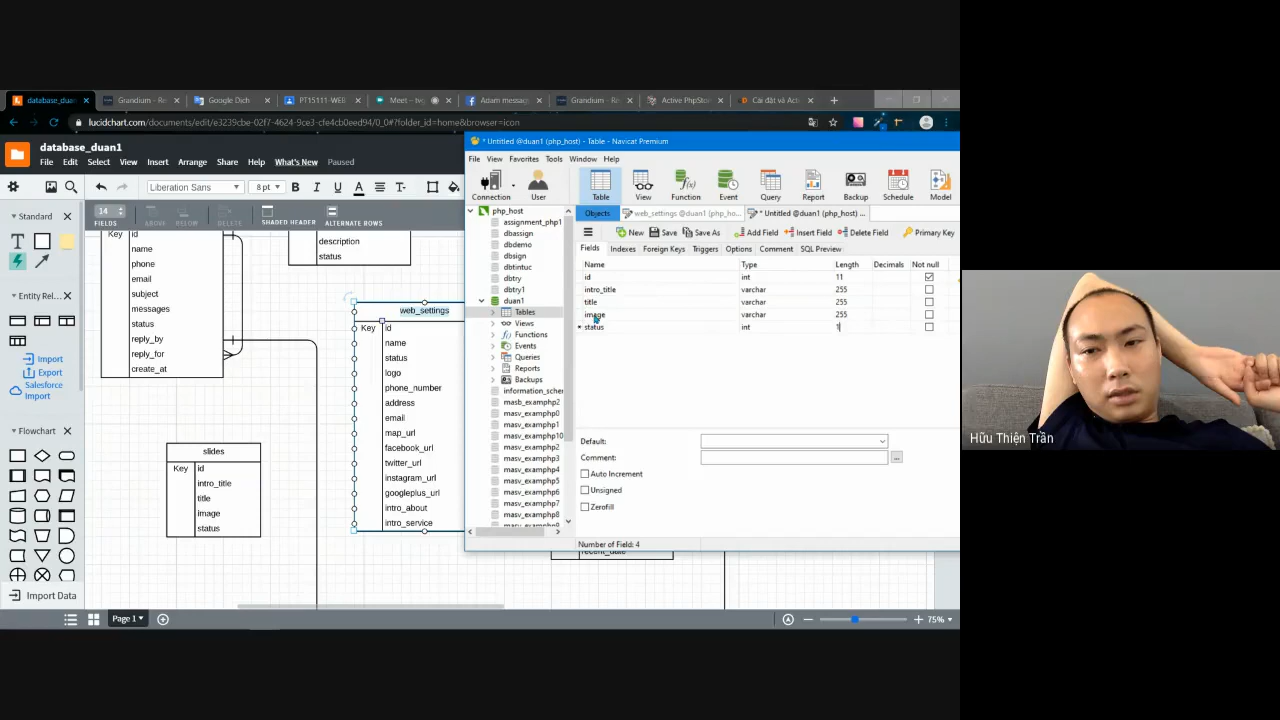 database_dua
Grandium - Re
Google Dịch
PT15111-WEB
Meet – tw
Adam messag
Grandium - R
Active PhpStor
Cài đặt và Acti
lucidchart.com/documents/edit/e3239cbe-02f7-4624-9ce3-cfe4cb0eed94/0_0#?folder_id=home&browser=icon
database_duan1
File Edit Select View Insert Arrange Share Help What's New Paused
Liberation Sans
8 pt
B I U A T
14
FIELDS
ABOVE
BELOW
DELETE
SHADED HEADER
ALTERNATE ROWS
Standard
T
Entity Rel...
Import
Export
Salesforce Import
Flowchart
Import Data
Key
id
name
phone
email
subject
messages
status
reply_by
reply_for
create_at
description
status
slides
Key
id
intro_title
title
image
status
web_settings
Key
id
name
status
logo
phone_number
address
email
map_url
facebook_url
twitter_url
instagram_url
googleplus_url
intro_about
intro_service
recent_date
Page 1
75%
* Untitled @duan1 (php_host) - Table - Navicat Premium
File View Favorites Tools Window Help
Connection User Table View Function Event Query Report Backup Schedule Model
Objects
web_settings @duan1 (php_ho...
* Untitled @duan1 (php_host) ...
New Save Save As Add Field Insert Field Delete Field Primary Key
Fields Indexes Foreign Keys Triggers Options Comment SQL Preview
Name Type Length Decimals Not null
id int 11
intro_title varchar 255
title varchar 255
image varchar 255
status int 1
php_host
assignment_php1
dbassign
dbdemo
dbsign
dbtintuc
dbtry
dbtry1
duan1
Tables
Views
Functions
Events
Queries
Reports
Backups
information_schem
masb_examphp2
masv_examphp0
masv_examphp1
masv_examphp10
masv_examphp2
masv_examphp3
masv_examphp4
masv_examphp5
masv_examphp6
masv_examphp7
masv_examphp8
Default:
Comment:
...
Auto Increment
Unsigned
Zerofill
Number of Field: 4
Hữu Thiện Trần